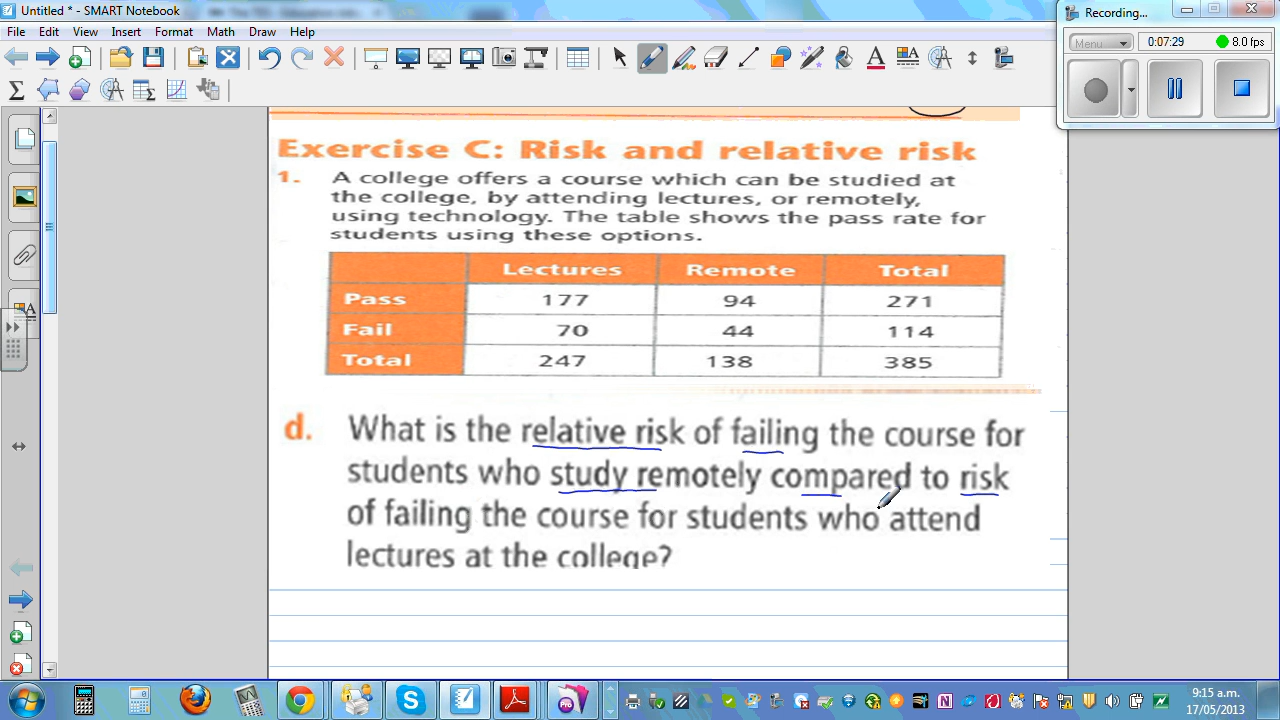 Untitled * - SMART Notebook
File Edit View Insert Format Math Draw Help
Recording...
Menu 0:07:29 8.0 fps
Exercise C: Risk and relative risk
1. A college offers a course which can be studied at
the college, by attending lectures, or remotely,
using technology. The table shows the pass rate for
students using these options.
Lectures Remote Total
Pass 177 94 271
Fail 70 44 114
Total 247 138 385
d. What is the relative risk of failing the course for
students who study remotely compared to risk
of failing the course for students who attend
lectures at the college?
9:15 a.m.
17/05/2013